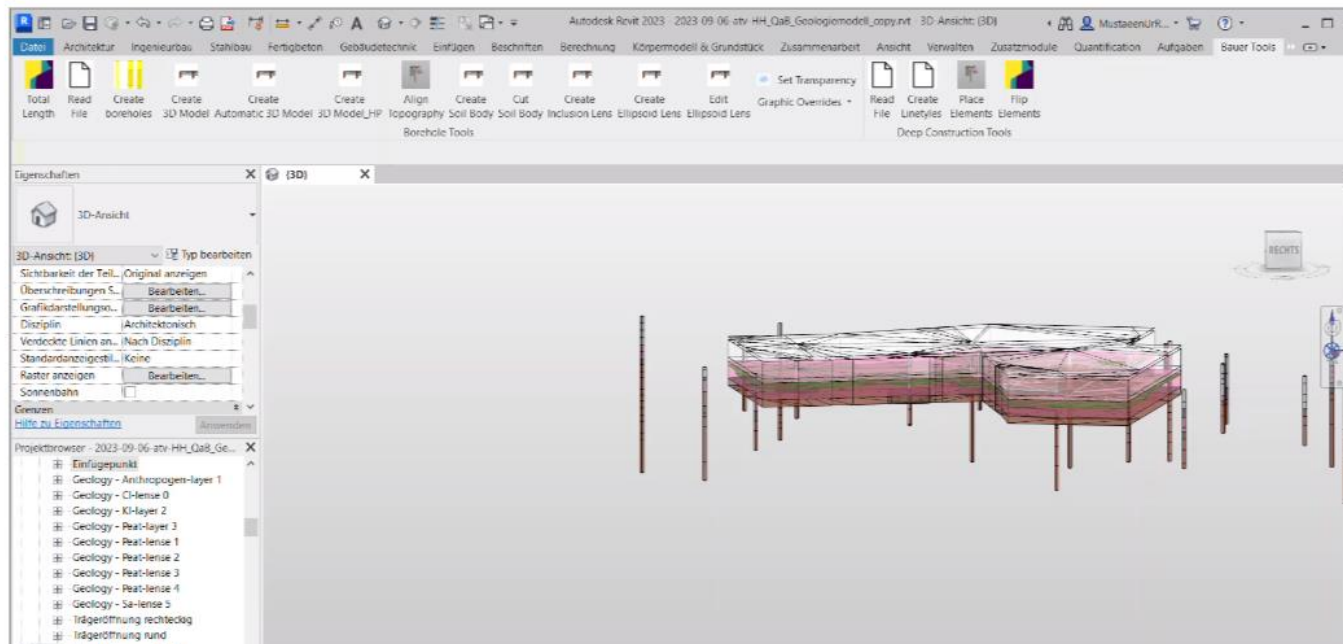 Autodesk Revit 2023 - 2023-09-06-atv-HH_QaB_Geologiemodell_copy.rvt - 3D-Ansicht: {3D}
MustaeenUrR...
Datei Architektur Ingenieurbau Stahlbau Fertigbeton Gebäudetechnik Einfügen Beschriften Berechnung Körpermodell & Grundstück Zusammenarbeit Ansicht Verwalten Zusatzmodule Quantification Aufgaben Bauer Tools
Total Length
Read File
Create boreholes
Create 3D Model
Create Automatic 3D Model
Create 3D Model_HP
Align Topography
Create Soil Body
Cut Soil Body
Create Inclusion Lens
Create Ellipsoid Lens
Edit Ellipsoid Lens
Set Transparency
Graphic Overrides
Read File
Create Linetyles
Place Elements
Flip Elements
Borehole Tools
Deep Construction Tools
Eigenschaften
{3D}
3D-Ansicht
RECHTS
3D-Ansicht: {3D}
Typ bearbeiten
Sichtbarkeit der Teil... Original anzeigen
Überschreibungen S... Bearbeiten...
Grafikdarstellungso... Bearbeiten...
Disziplin Architektonisch
Verdeckte Linien an... Nach Disziplin
Standardanzeigestil... Keine
Raster anzeigen Bearbeiten...
Sonnenbahn
Grenzen
Hilfe zu Eigenschaften Anwenden
Projektbrowser - 2023-09-06-atv-HH_QaB_Ge...
Einfügepunkt
Geology - Anthropogen-layer 1
Geology - Cl-lense 0
Geology - Kl-layer 2
Geology - Peat-layer 3
Geology - Peat-lense 1
Geology - Peat-lense 2
Geology - Peat-lense 3
Geology - Peat-lense 4
Geology - Sa-lense 5
Trägeröffnung rechteckig
Trägeröffnung rund